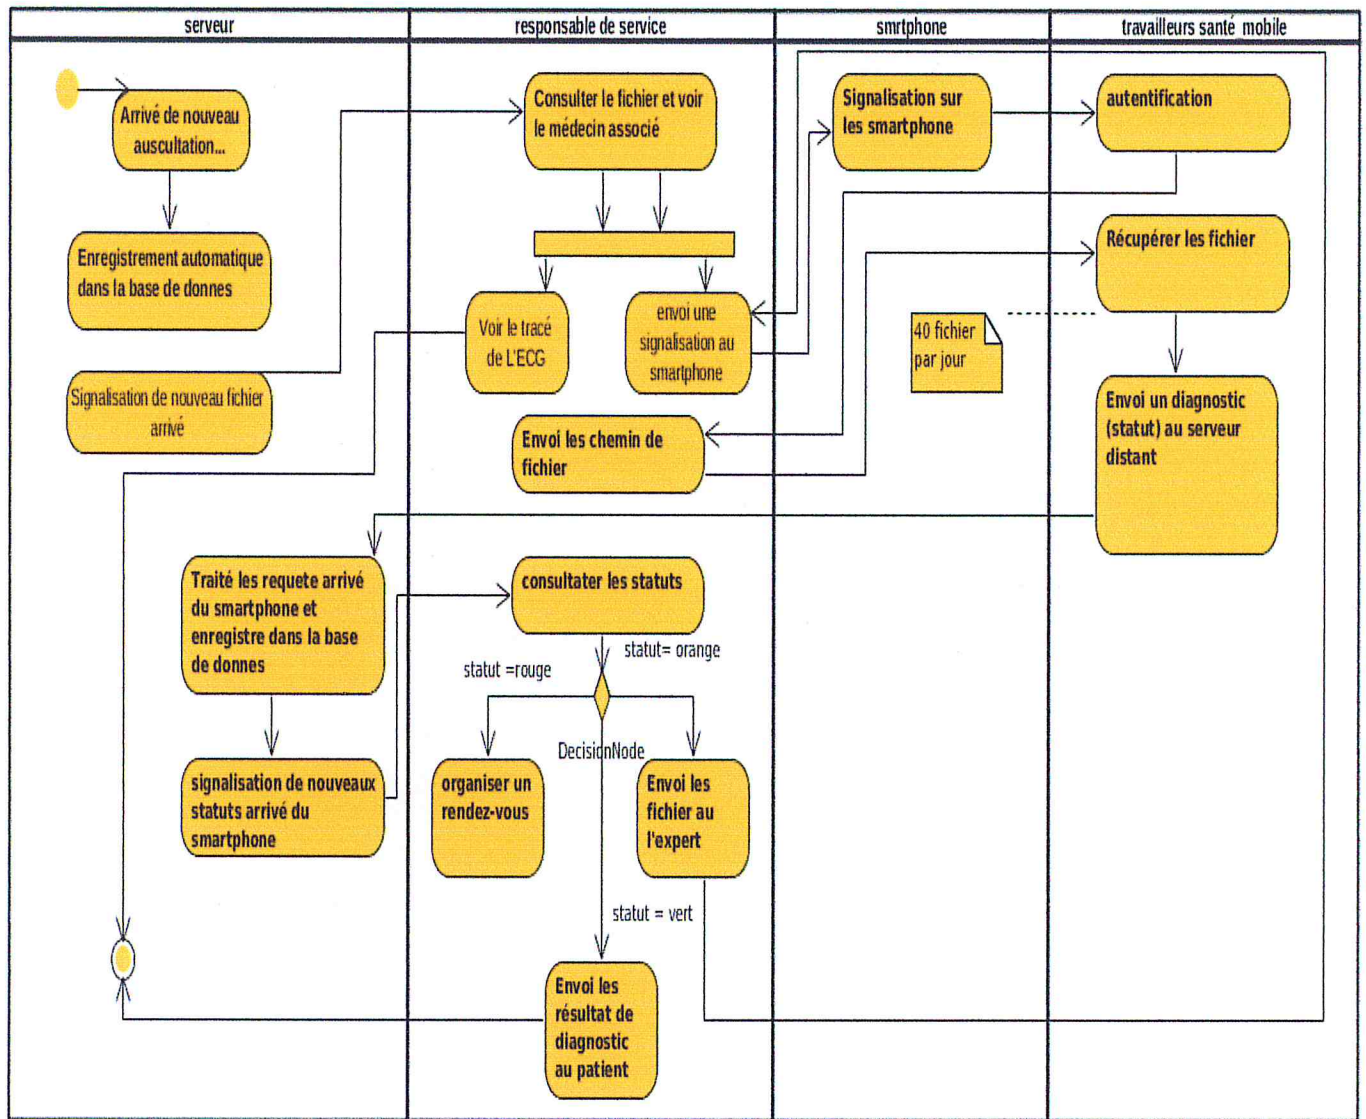 serveur
responsable de service
smrtphone
travailleurs santé mobile
Arrivé de nouveau
auscultation...
Consulter le fichier et voir
le médecin associé
Signalisation sur
les smartphone
autentification
Enregistrement automatique
dans la base de donnes
Récupérer les fichier
Voir le tracé
de L'ECG
envoi une
signalisation au
smartphone
40 fichier
par jour
Signalisation de nouveau fichier
arrivé
Envoi les chemin de
fichier
Envoi un diagnostic
(statut) au serveur
distant
Traité les requete arrivé
du smartphone et
enregistre dans la base
de donnes
consultater les statuts
statut= orange
statut =rouge
DecisionNode
signalisation de nouveaux
statuts arrivé du
smartphone
organiser un
rendez-vous
Envoi les
fichier au
l'expert
statut = vert
Envoi les
résultat de
diagnostic
au patient